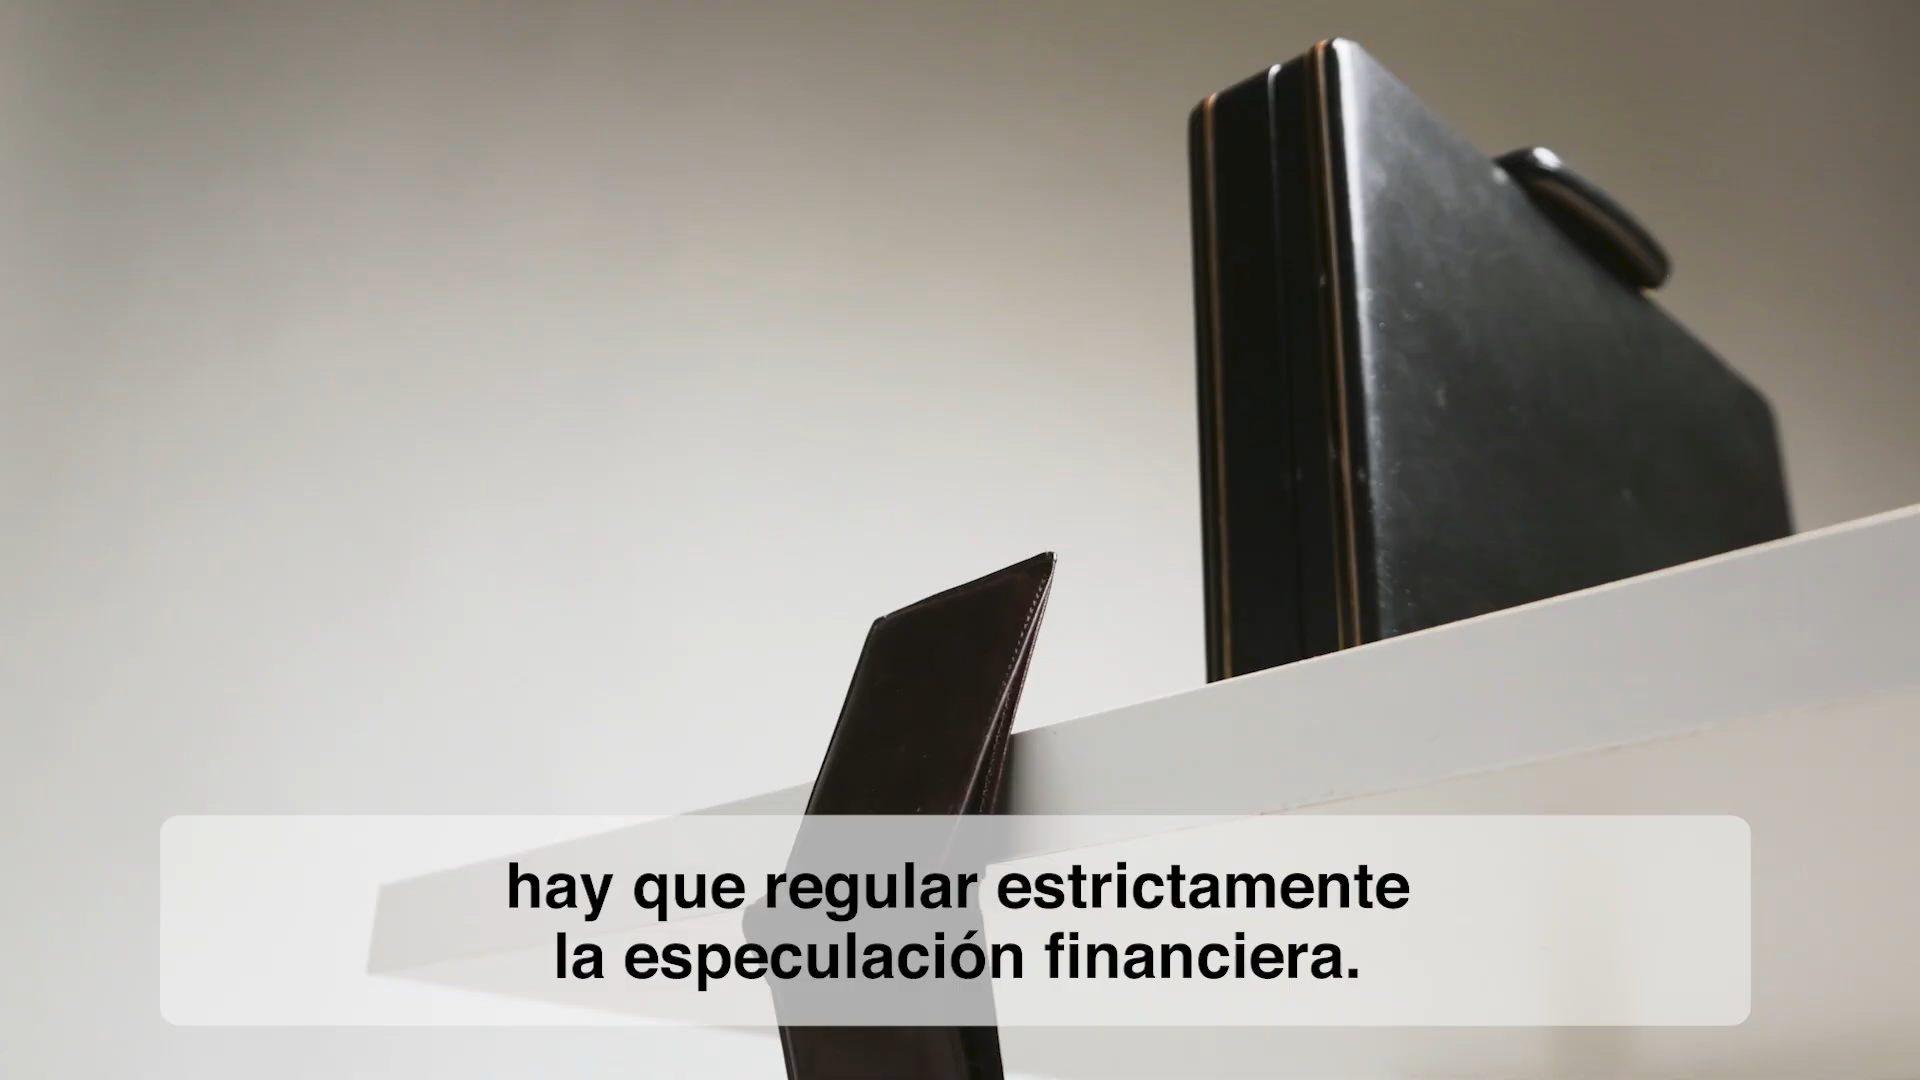 hay que regular estrictamente
la especulación financiera.